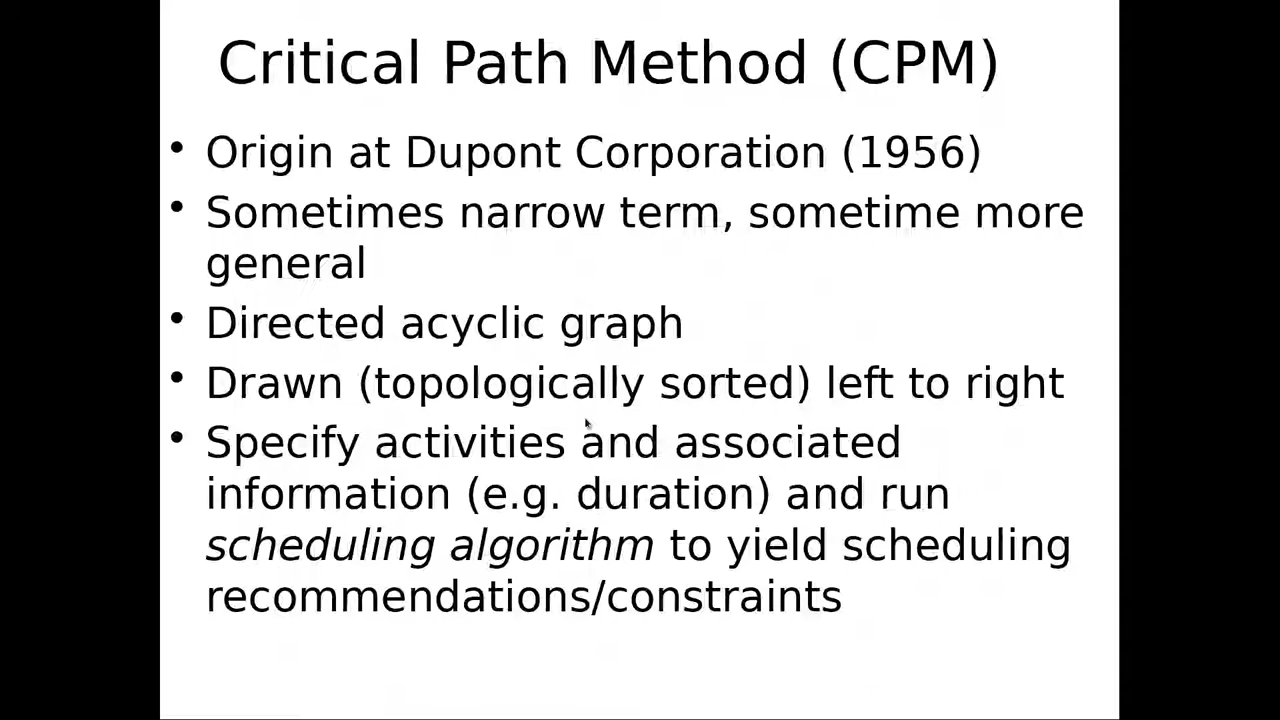 Critical Path Method (CPM)
• Origin at Dupont Corporation (1956)
• Sometimes narrow term, sometime more
general
• Directed acyclic graph
• Drawn (topologically sorted) left to right
• Specify activities and associated
information (e.g. duration) and run
scheduling algorithm to yield scheduling
recommendations/constraints